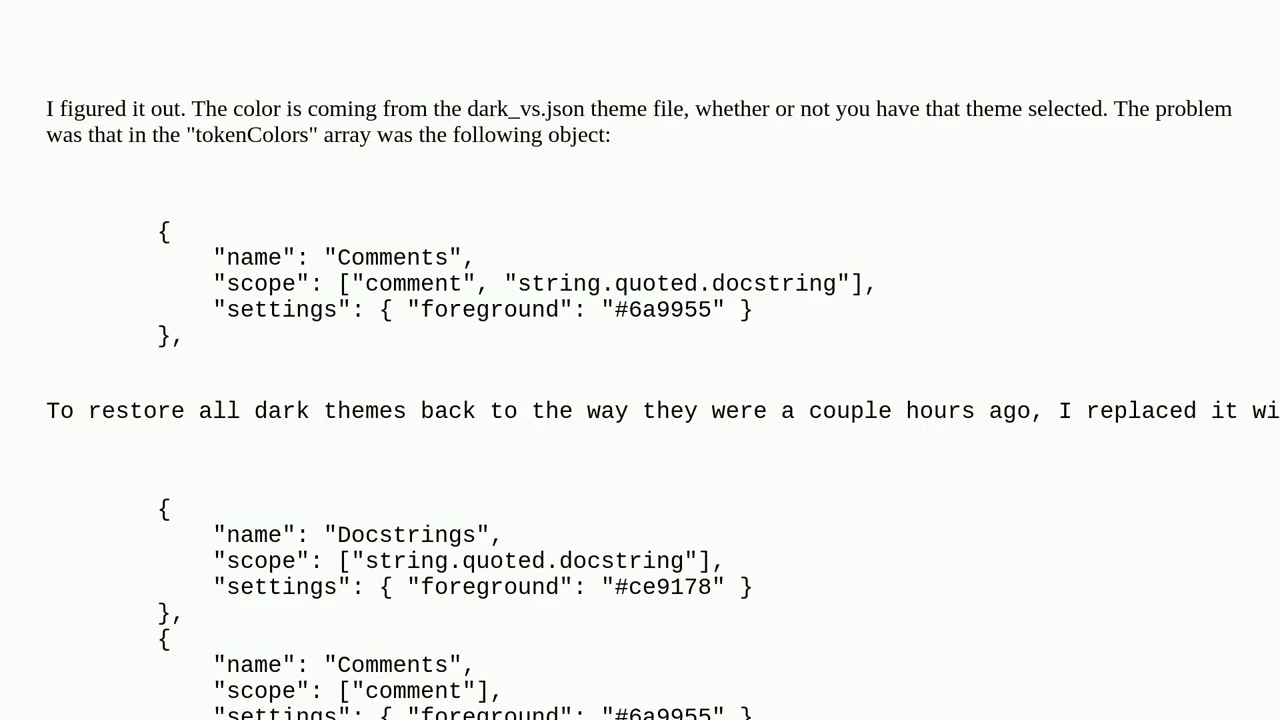 I figured it out. The color is coming from the dark_vs.json theme file, whether or not you have that theme selected. The problem
was that in the "tokenColors" array was the following object:
{
"name": "Comments",
"scope": ["comment", "string.quoted.docstring"],
"settings": { "foreground": "#6a9955" }
},
To restore all dark themes back to the way they were a couple hours ago, I replaced it wi
{
"name": "Docstrings",
"scope": ["string.quoted.docstring"],
"settings": { "foreground": "#ce9178" }
},
{
"name": "Comments",
"scope": ["comment"],
"settings": { "foreground": "#6a9955" }